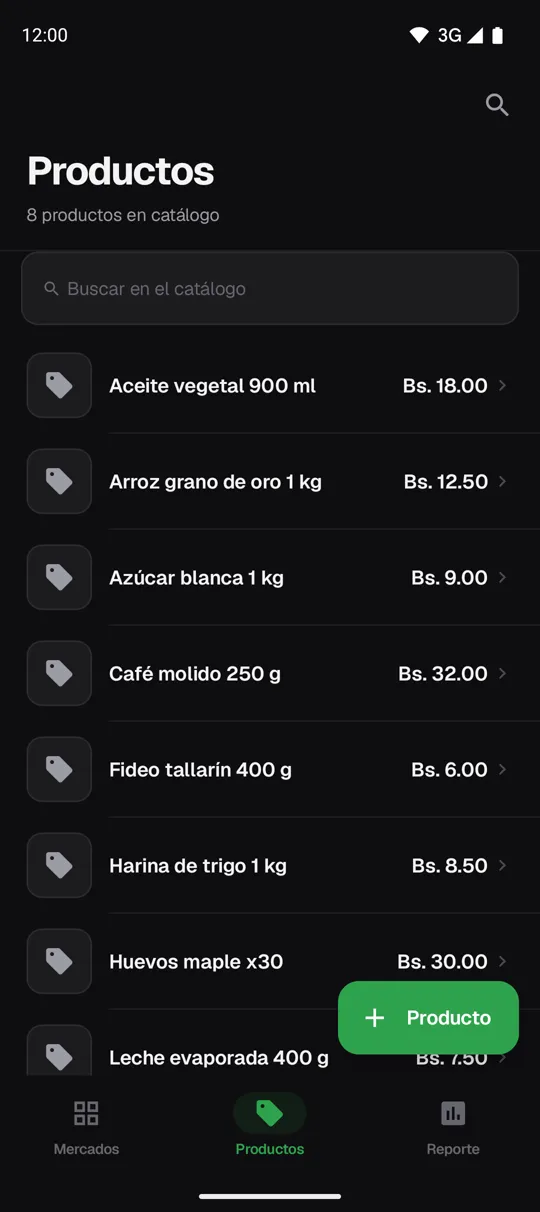 12:00
3G
Productos
8 productos en catálogo
Buscar en el catálogo
Aceite vegetal 900 ml Bs. 18.00
Arroz grano de oro 1 kg Bs. 12.50
Azúcar blanca 1 kg Bs. 9.00
Café molido 250 g Bs. 32.00
Fideo tallarín 400 g Bs. 6.00
Harina de trigo 1 kg Bs. 8.50
Huevos maple x30 Bs. 30.00
Producto
Leche evaporada 400 g Bs. 7.50
Mercados Productos Reporte